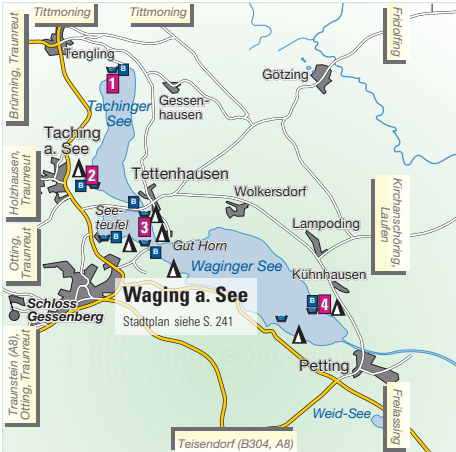 Tittmoning
Tittmoning
Brünning, Traunreut
Fridolfing
Tengling
B
1
Götzing
Tachinger
See
Gessen-
hausen
Taching
a. See
Holzhausen,
Traunreut
2
B
Tettenhausen
B
Wolkersdorf
Kirchanschöring,
Laufen
See-
teufel
3
Lampoding
Otting,
Traunreut
B
Gut Horn
B
Waginger See
Kühnhausen
Schloss
Gessenberg
Waging a. See
Stadtplan siehe S. 241
B
4
Traunstein (A8),
Otting, Traunreut
Petting
Weid-See
Freilassing
Teisendorf (B304, A8)